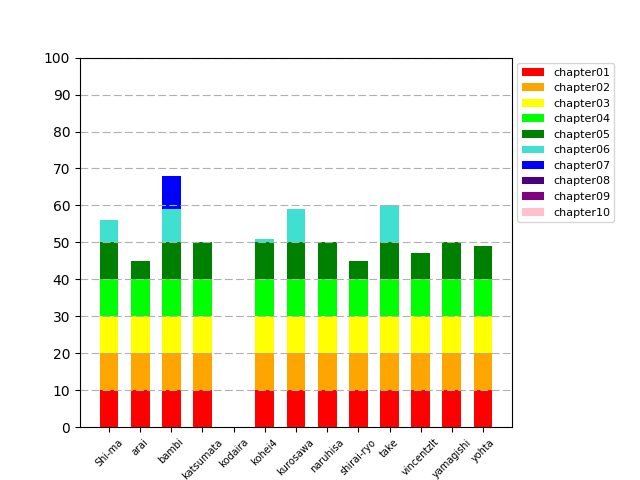 100
90
80
70
60
50
40
30
20
10
0
Shi-ma
arai
bambi
katsumata
kodaira
kohei4
kurosawa
naruhisa
shirai-ryo
take
vincentzlt
yamagishi
yohta
chapter01
chapter02
chapter03
chapter04
chapter05
chapter06
chapter07
chapter08
chapter09
chapter10